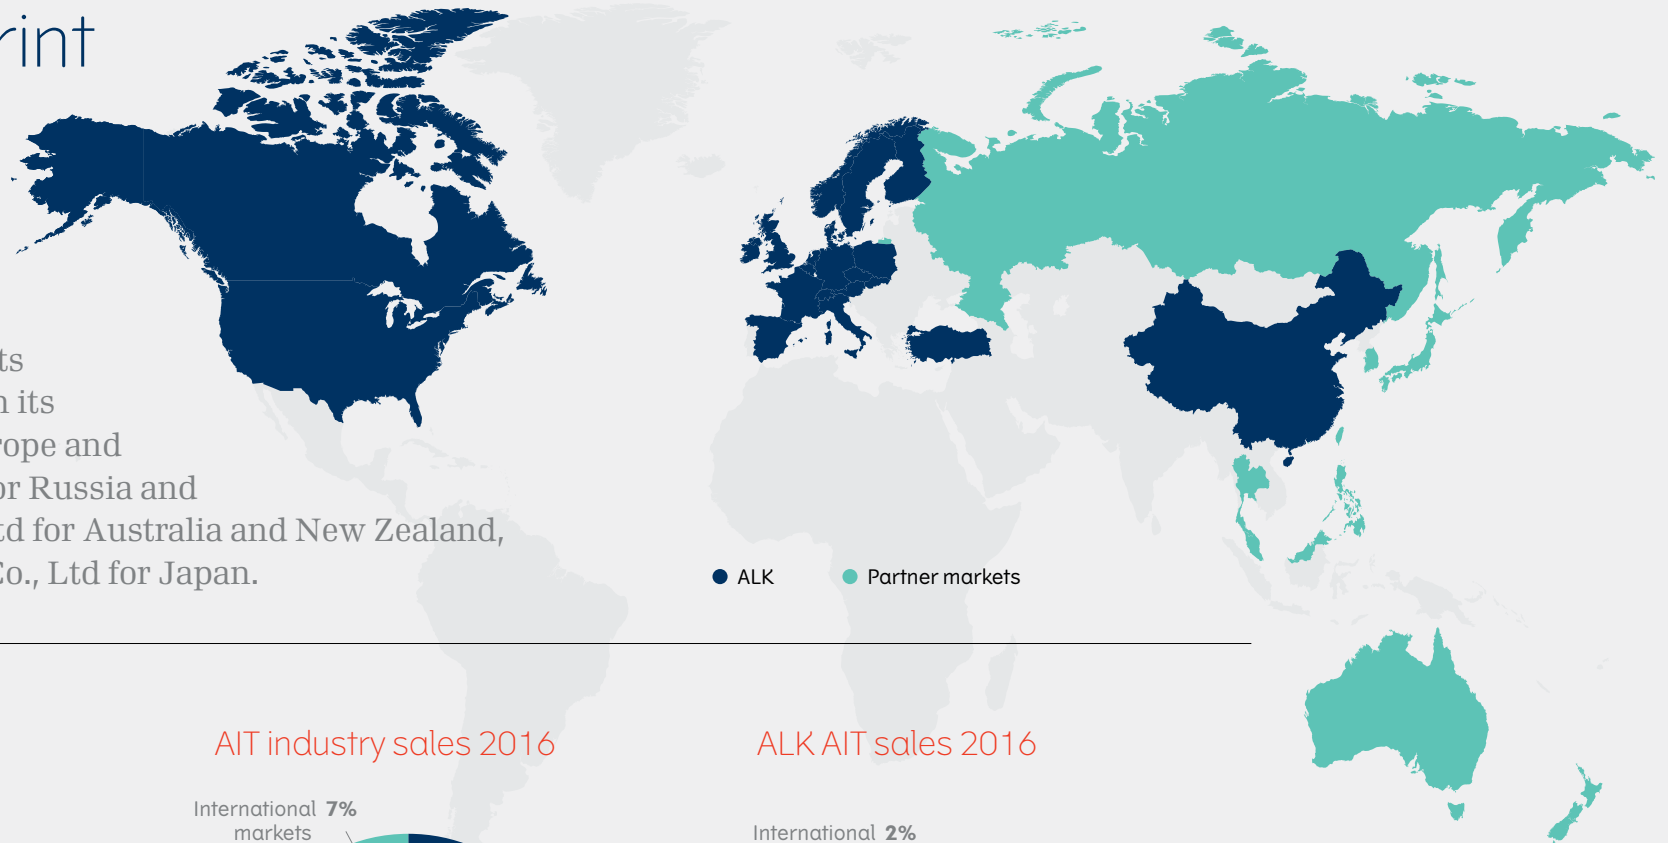 rint
ts
n its
rope and
or Russia and
td for Australia and New Zealand,
Co., Ltd for Japan.
ALK
Partner markets
AIT industry sales 2016
ALK AIT sales 2016
International 7%
markets
International 2%